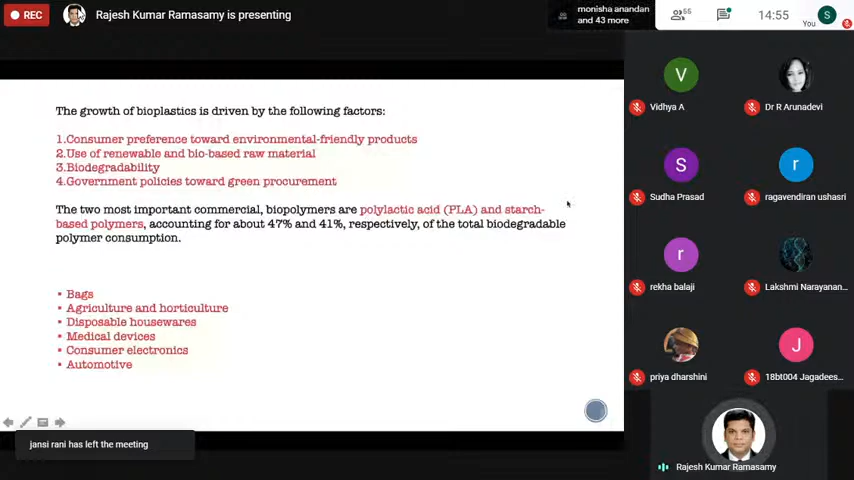 REC
Rajesh Kumar Ramasamy is presenting
monisha anandan
and 43 more
55
14:55
You
S
The growth of bioplastics is driven by the following factors:
1.Consumer preference toward environmental-friendly products
2.Use of renewable and bio-based raw material
3.Biodegradability
4.Government policies toward green procurement
The two most important commercial, biopolymers are polylactic acid (PLA) and starch-
based polymers, accounting for about 47% and 41%, respectively, of the total biodegradable
polymer consumption.
▪ Bags
▪ Agriculture and horticulture
▪ Disposable housewares
▪ Medical devices
▪ Consumer electronics
▪ Automotive
jansi rani has left the meeting
V
Vidhya A
Dr R Arunadevi
S
Sudha Prasad
r
ragavendiran ushasri
r
rekha balaji
Lakshmi Narayanan...
priya dharshini
J
18bt004 Jagadees...
Rajesh Kumar Ramasamy